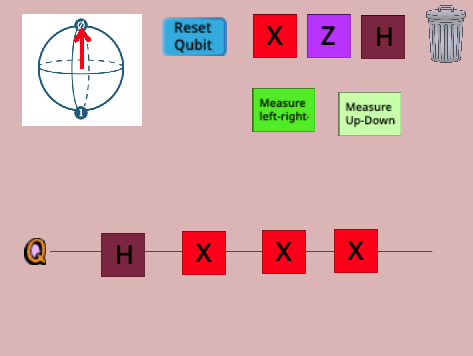 0
1
Reset
Qubit
X Z H
Measure
left-right-
Measure
Up-Down
Q H X X X